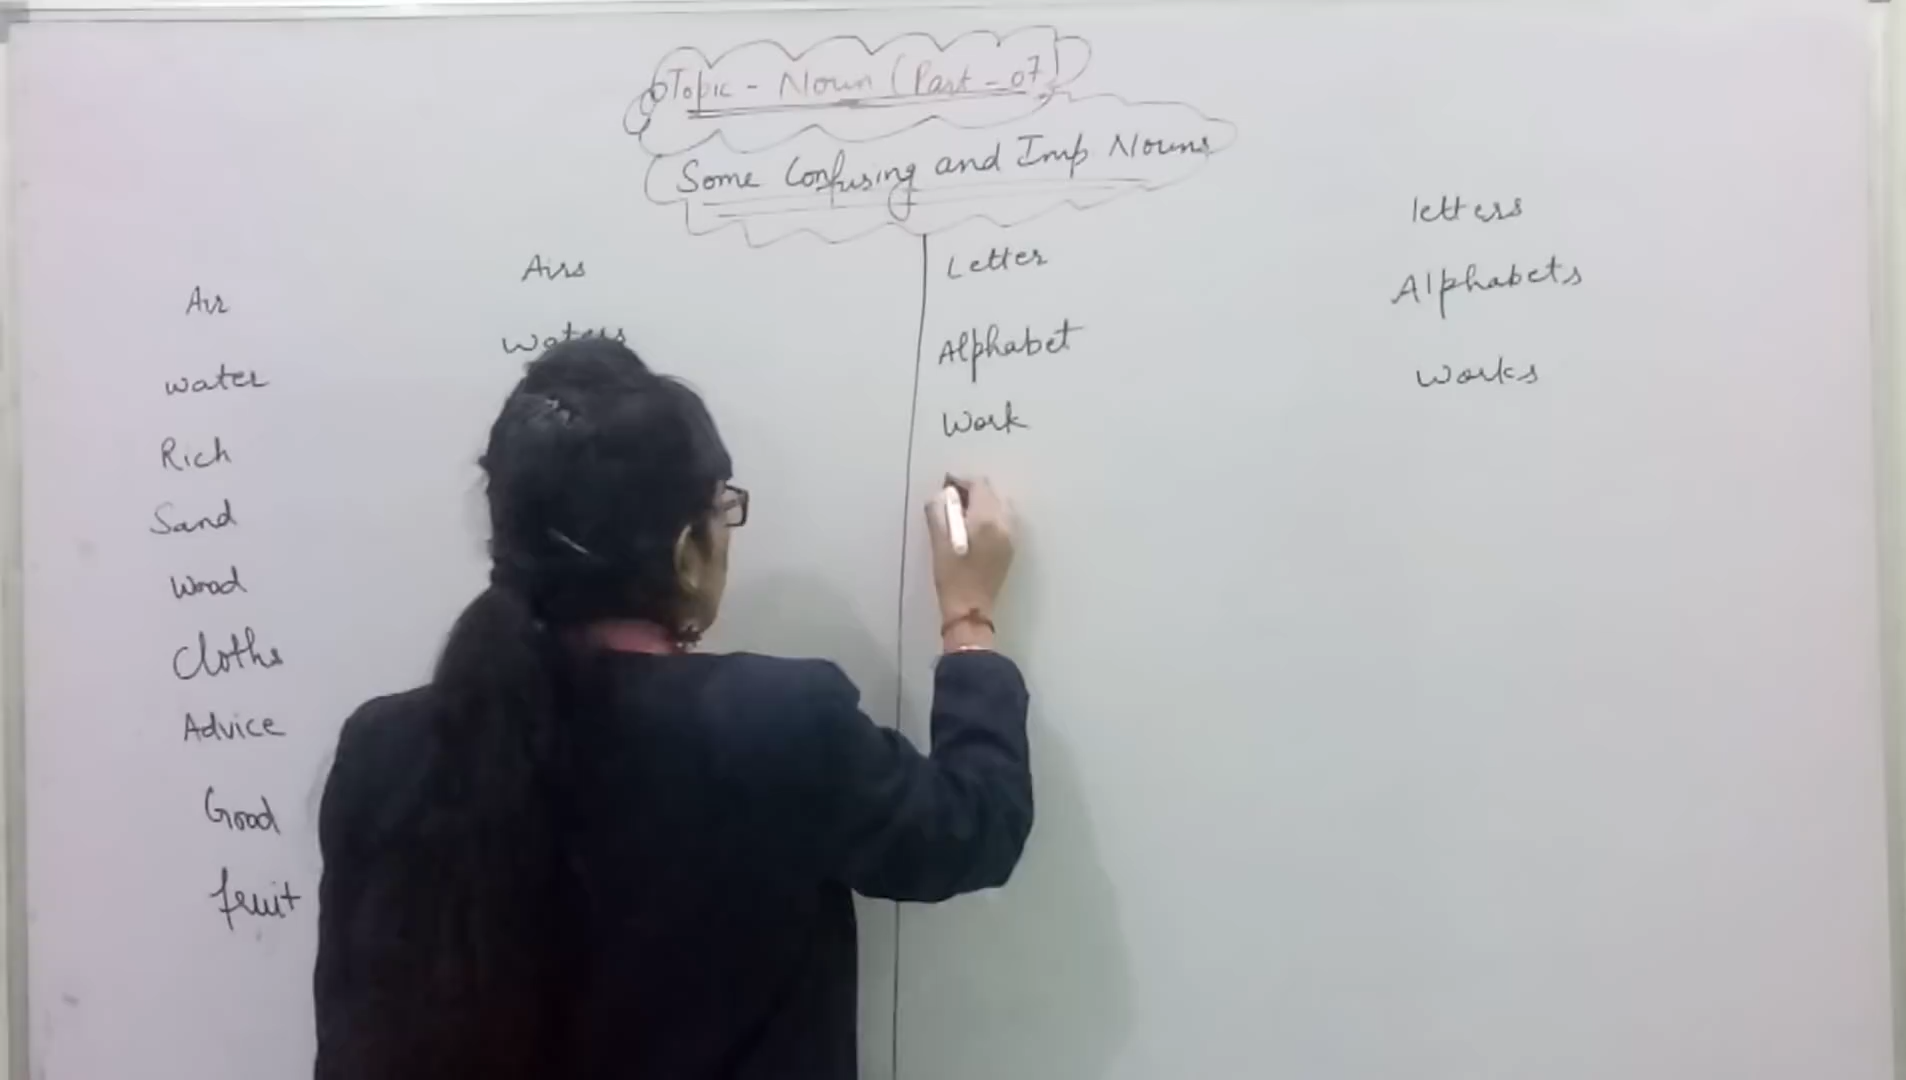 Topic - Noun (Part - 07)
Some Confusing and Imp Nouns
Air
Airs
water
Waters
Rich
Sand
Wood
Cloths
Advice
Good
fruit
Letter
letters
Alphabet
Alphabets
Work
Works